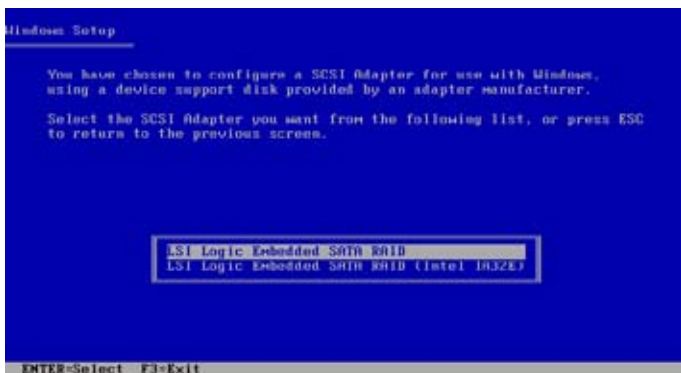 Windows Setup
You have chosen to configure a SCSI Adapter for use with Windows,
using a device support disk provided by an adapter manufacturer.
Select the SCSI Adapter you want from the following list, or press ESC
to return to the previous screen.
LSI Logic Embedded SATA RAID
LSI Logic Embedded SATA RAID (Intel IA32E)
ENTER=Select F3=Exit